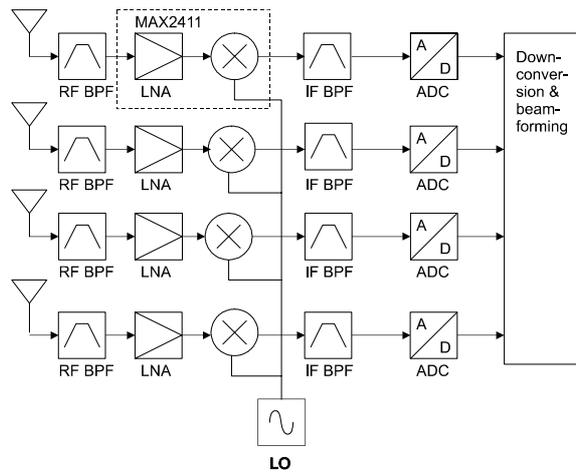 MAX2411
A
D
RF BPF
LNA
IF BPF
ADC
Down-
conver-
sion &
beam-
forming
A
D
RF BPF
LNA
IF BPF
ADC
A
D
RF BPF
LNA
IF BPF
ADC
A
D
RF BPF
LNA
IF BPF
ADC
LO